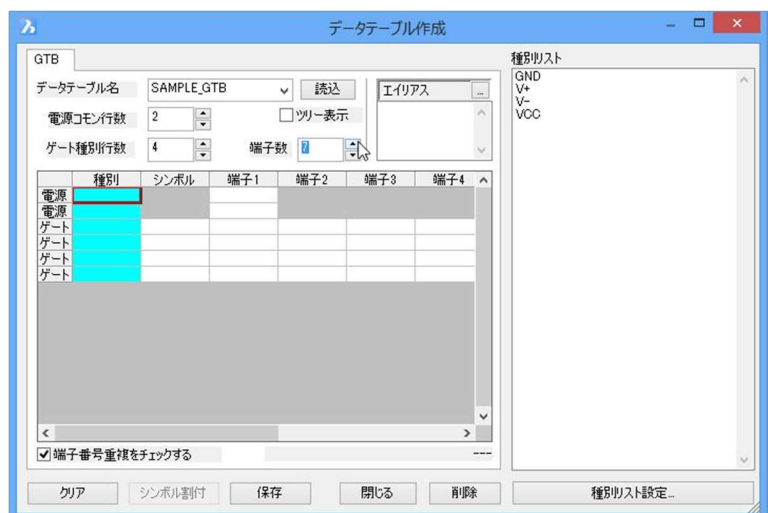 データテーブル作成
GTB
データテーブル名 SAMPLE_GTB 読込 エイリアス ...
電源コモン行数 2 ツリー表示
ゲート種別行数 4 端子数 7
種別 シンボル 端子1 端子2 端子3 端子4
電源
電源
ゲート
ゲート
ゲート
ゲート
端子番号重複をチェックする ---
クリア シンボル割付 保存 閉じる 削除
種別リスト
GND
V+
V-
VCC
種別リスト設定...